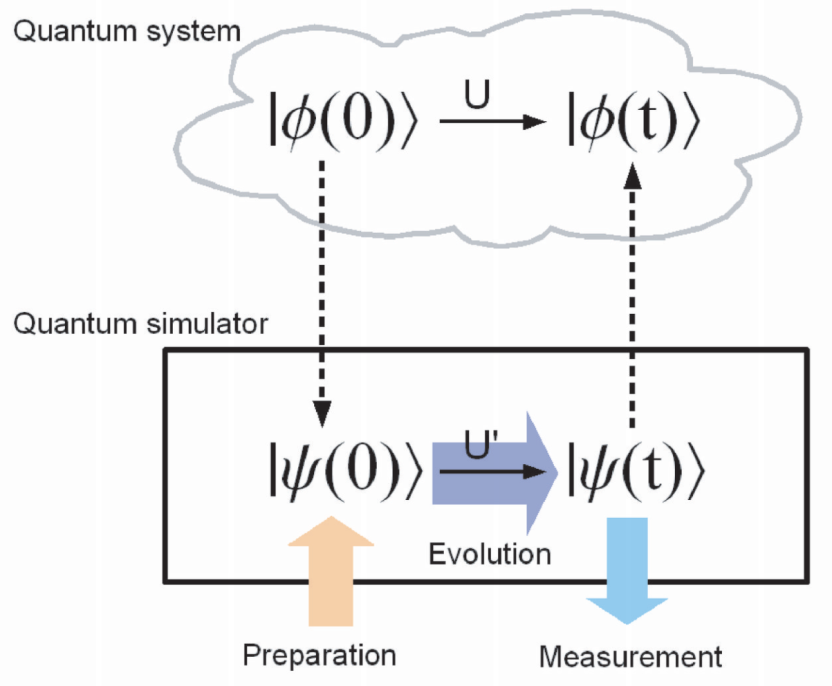 Quantum system
|ϕ(0)⟩ U |ϕ(t)⟩
Quantum simulator
|ψ(0)⟩ U' |ψ(t)⟩
Evolution
Preparation Measurement